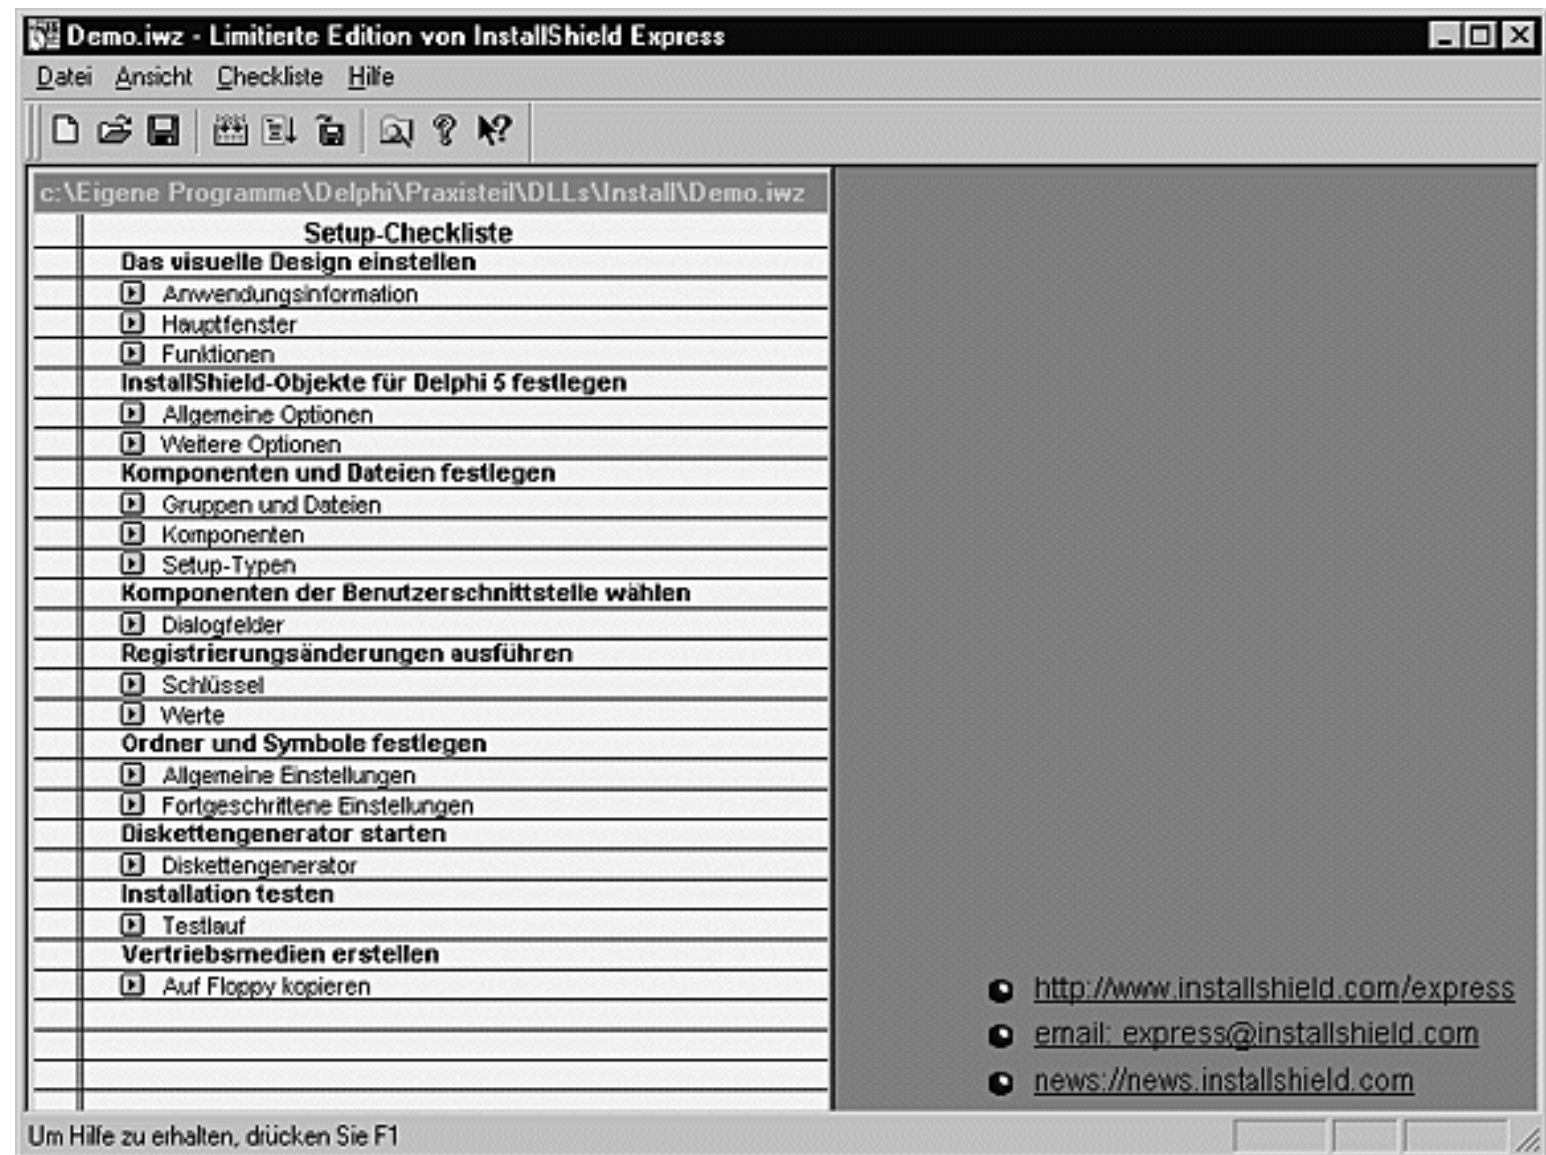 Demo.iwz - Limitierte Edition von InstallShield Express
Datei Ansicht Checkliste Hilfe
c:\Eigene Programme\Delphi\Praxisteil\DLLs\Install\Demo.iwz
Setup-Checkliste
Das visuelle Design einstellen
Anwendungsinformation
Hauptfenster
Funktionen
InstallShield-Objekte für Delphi 5 festlegen
Allgemeine Optionen
Weitere Optionen
Komponenten und Dateien festlegen
Gruppen und Dateien
Komponenten
Setup-Typen
Komponenten der Benutzerschnittstelle wählen
Dialogfelder
Registrierungsänderungen ausführen
Schlüssel
Werte
Ordner und Symbole festlegen
Allgemeine Einstellungen
Fortgeschrittene Einstellungen
Diskettengenerator starten
Diskettengenerator
Installation testen
Testlauf
Vertriebsmedien erstellen
Auf Floppy kopieren
http://www.installshield.com/express
email: express@installshield.com
news://news.installshield.com
Um Hilfe zu erhalten, drücken Sie F1